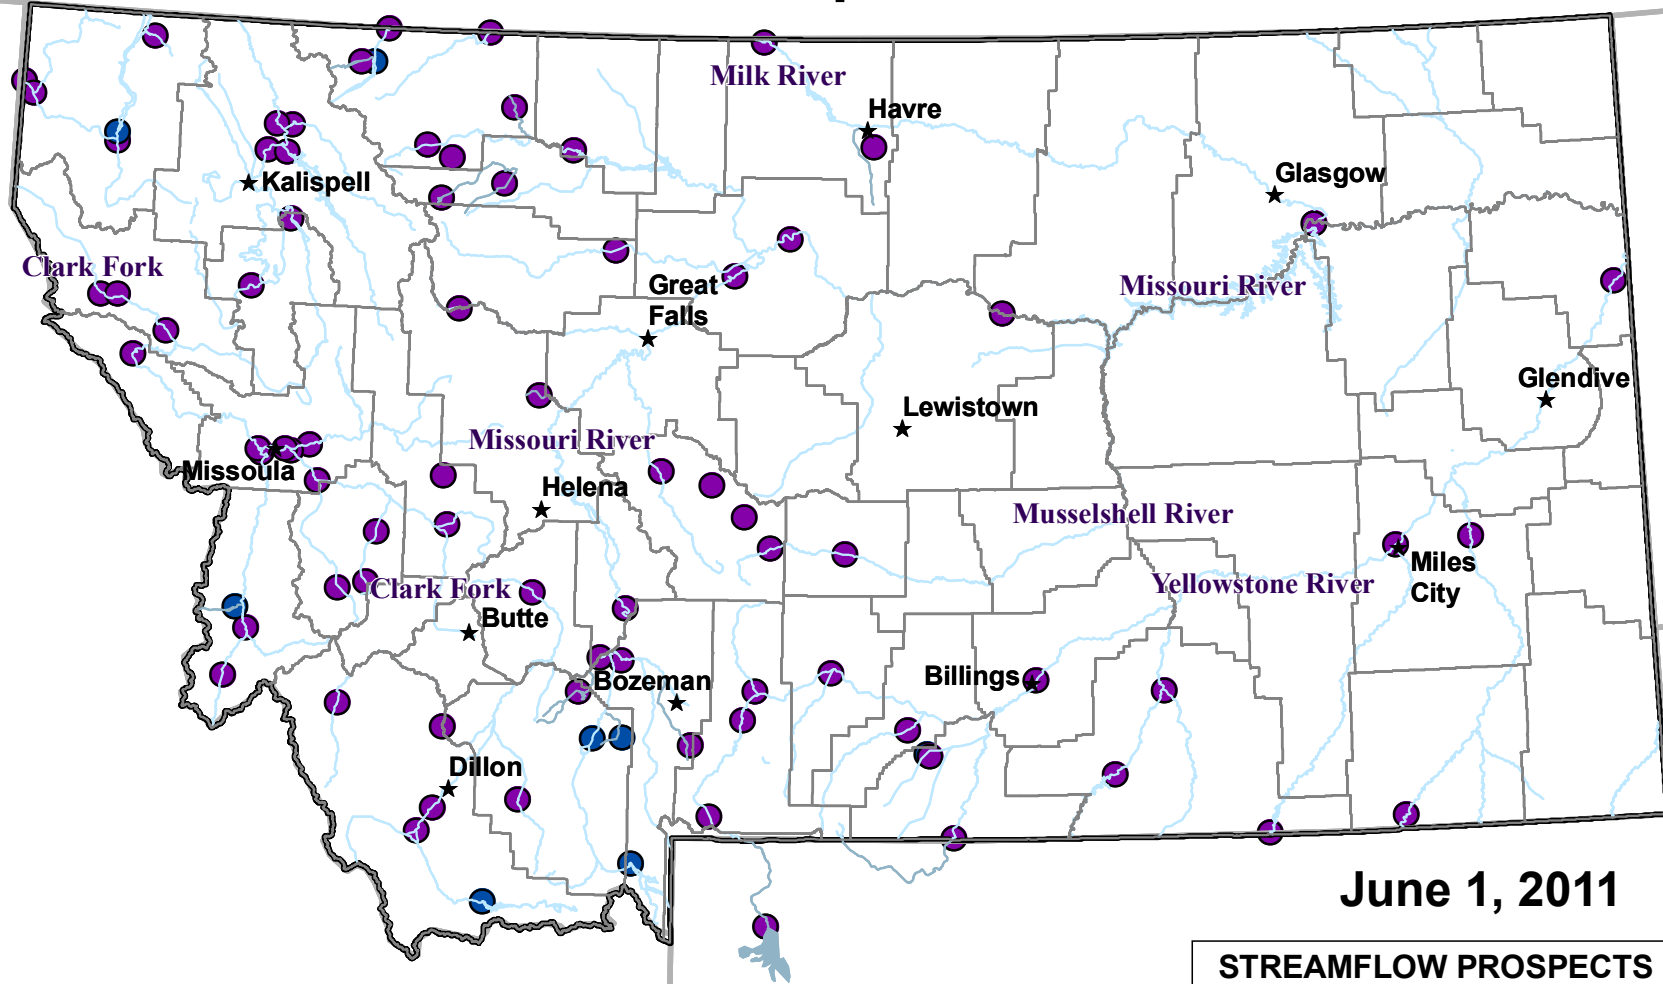 Milk River
Havre
Glasgow
Kalispell
Clark Fork
Great
Falls
Missouri River
Glendive
Lewistown
Missouri River
Missoula
Helena
Musselshell River
Miles
City
Clark Fork
Yellowstone River
Butte
Billings
Bozeman
Dillon
June 1, 2011
STREAMFLOW PROSPECTS